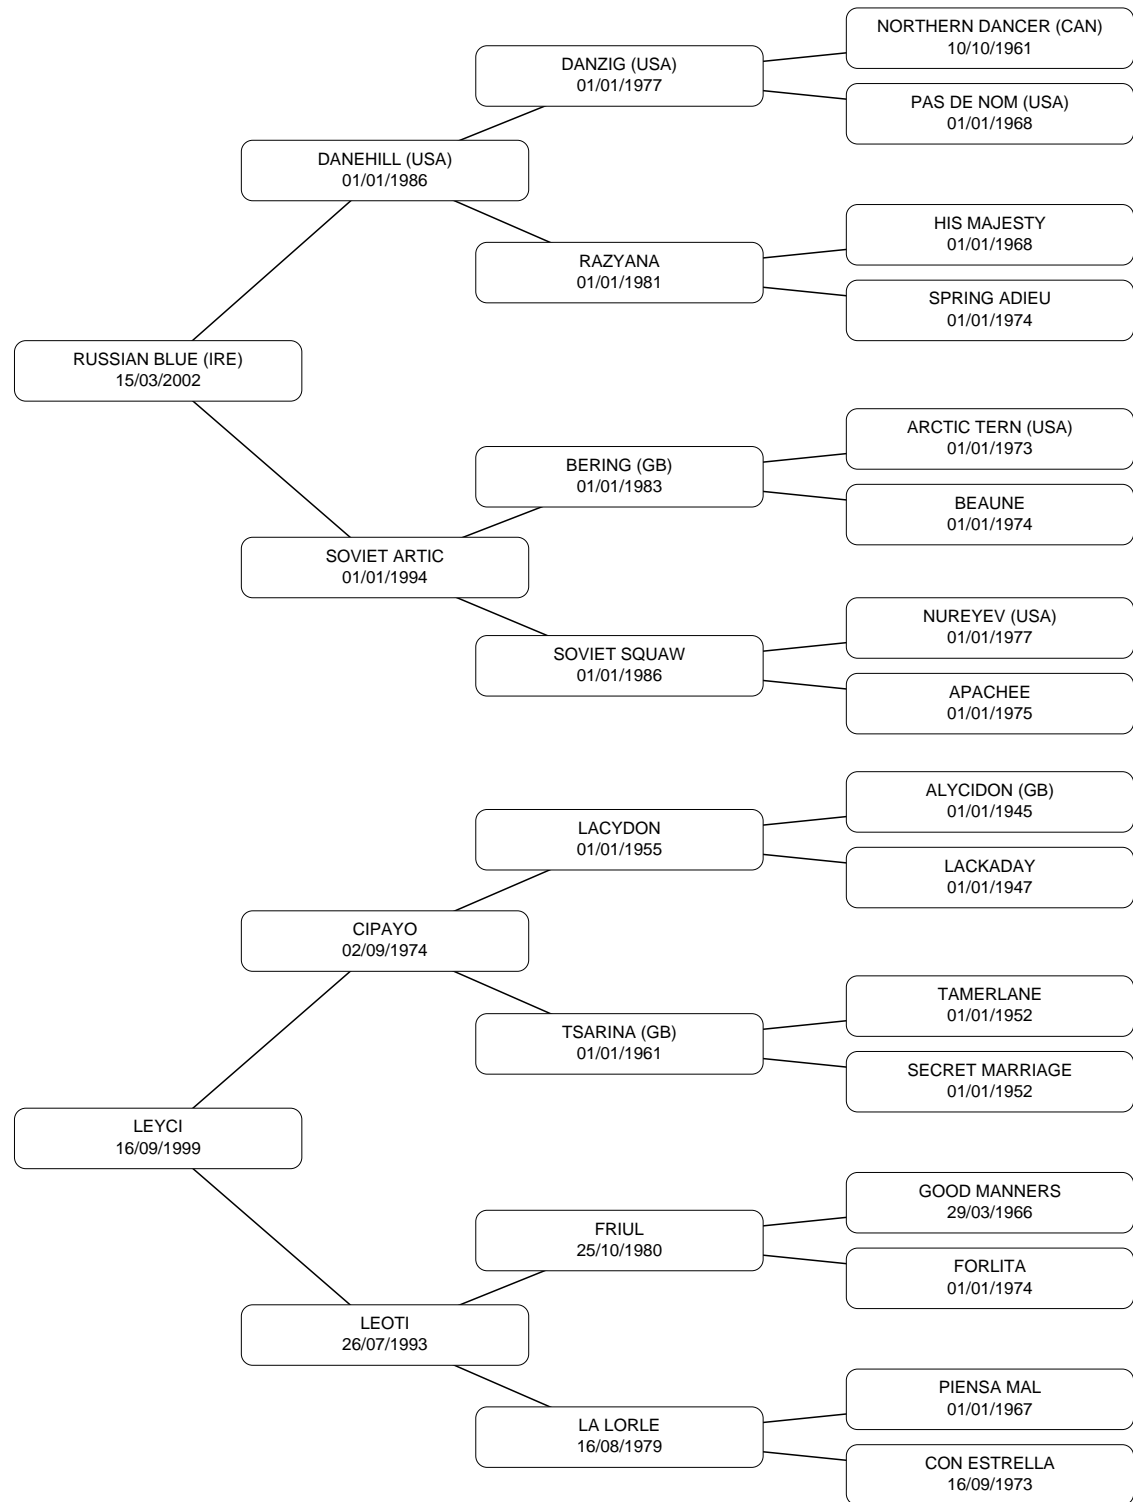 NORTHERN DANCER (CAN)
10/10/1961
DANZIG (USA)
01/01/1977
PAS DE NOM (USA)
01/01/1968
DANEHILL (USA)
01/01/1986
HIS MAJESTY
01/01/1968
RAZYANA
01/01/1981
SPRING ADIEU
01/01/1974
RUSSIAN BLUE (IRE)
15/03/2002
ARCTIC TERN (USA)
01/01/1973
BERING (GB)
01/01/1983
BEAUNE
01/01/1974
SOVIET ARTIC
01/01/1994
NUREYEV (USA)
01/01/1977
SOVIET SQUAW
01/01/1986
APACHEE
01/01/1975
ALYCIDON (GB)
01/01/1945
LACYDON
01/01/1955
LACKADAY
01/01/1947
CIPAYO
02/09/1974
TAMERLANE
01/01/1952
TSARINA (GB)
01/01/1961
SECRET MARRIAGE
01/01/1952
LEYCI
16/09/1999
GOOD MANNERS
29/03/1966
FRIUL
25/10/1980
FORLITA
01/01/1974
LEOTI
26/07/1993
PIENSA MAL
01/01/1967
LA LORLE
16/08/1979
CON ESTRELLA
16/09/1973